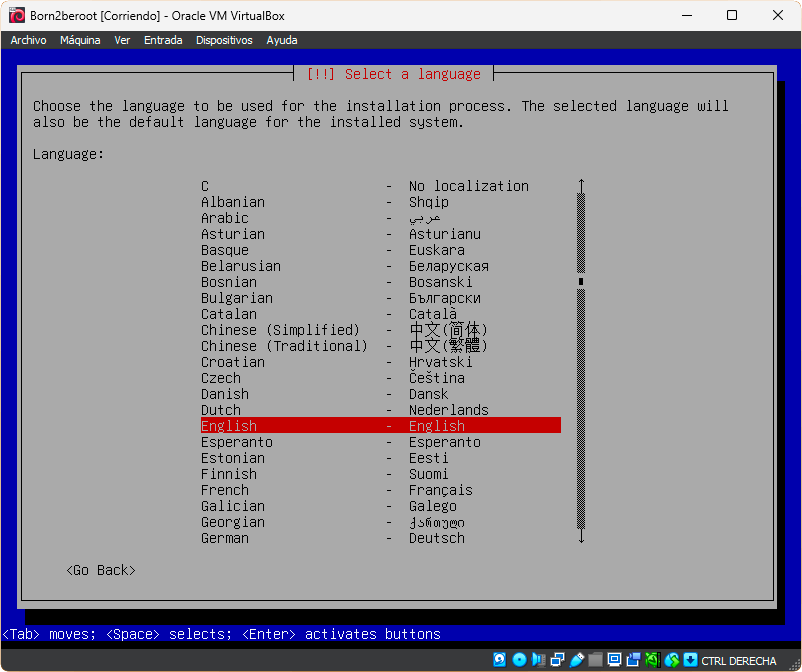 Born2beroot [Corriendo] - Oracle VM VirtualBox
Archivo Máquina Ver Entrada Dispositivos Ayuda
[!!] Select a language
Choose the language to be used for the installation process. The selected language will
also be the default language for the installed system.
Language:
C - No localization
Albanian - Shqip
Arabic - عربي
Asturian - Asturianu
Basque - Euskara
Belarusian - Беларуская
Bosnian - Bosanski
Bulgarian - Български
Catalan - Català
Chinese (Simplified) - 中文(简体)
Chinese (Traditional) - 中文(繁體)
Croatian - Hrvatski
Czech - Čeština
Danish - Dansk
Dutch - Nederlands
English - English
Esperanto - Esperanto
Estonian - Eesti
Finnish - Suomi
French - Français
Galician - Galego
Georgian - ქართული
German - Deutsch
<Go Back>
<Tab> moves; <Space> selects; <Enter> activates buttons
CTRL DERECHA